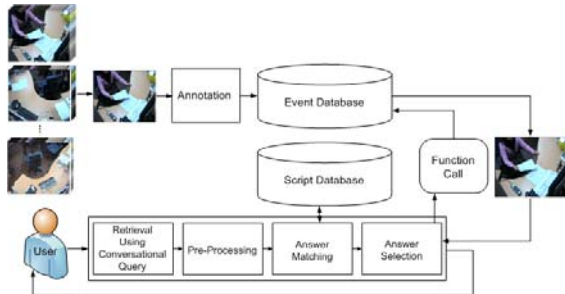 Annotation
Event Database
Script Database
Function
Call
User
Retrieval
Using
Conversational
Query
Pre-Processing
Answer
Matching
Answer
Selection